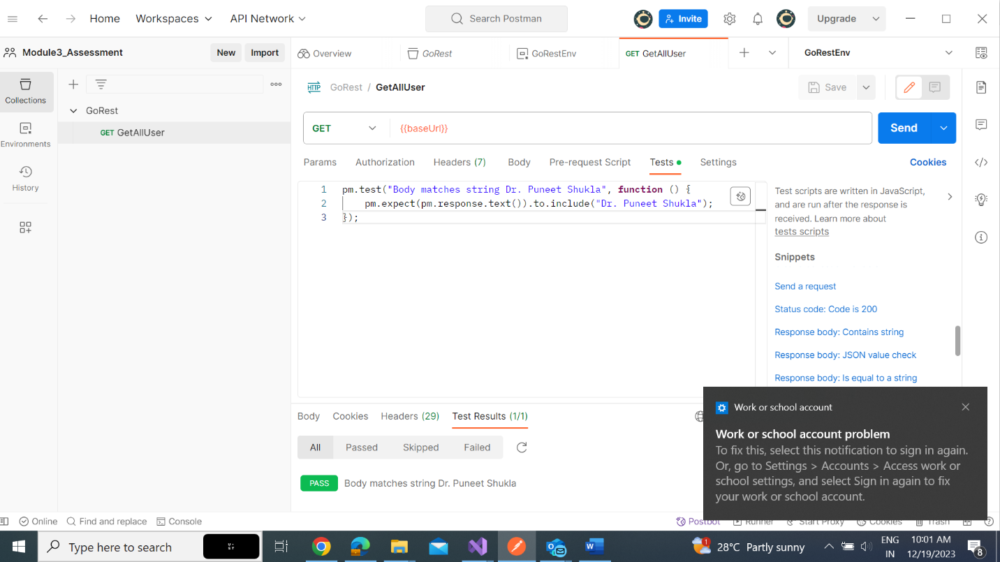 Home Workspaces API Network Search Postman Invite Upgrade
Module3_Assessment New Import Overview GoRest GoRestEnv GET GetAllUser GoRestEnv
Collections
HTTP GoRest / GetAllUser Save
GoRest
GET GetAllUser
GET {{baseUrl}} Send
Environments
History
Params Authorization Headers (7) Body Pre-request Script Tests Settings Cookies
1 pm.test("Body matches string Dr. Puneet Shukla", function () {
2 pm.expect(pm.response.text()).to.include("Dr. Puneet Shukla");
3 });
Test scripts are written in JavaScript,
and are run after the response is
received. Learn more about
tests scripts
Snippets
Send a request
Status code: Code is 200
Response body: Contains string
Response body: JSON value check
Response body: Is equal to a string
Body Cookies Headers (29) Test Results (1/1)
All Passed Skipped Failed
PASS Body matches string Dr. Puneet Shukla
Work or school account
Work or school account problem
To fix this, select this notification to sign in again.
Or, go to Settings > Accounts > Access work or
school settings, and select Sign in again to fix
your work or school account.
Online Find and replace Console Postbot Runner Start Proxy Cookies Trash
Type here to search 1 28°C Partly sunny ENG 10:01 AM
IN 12/19/2023 8